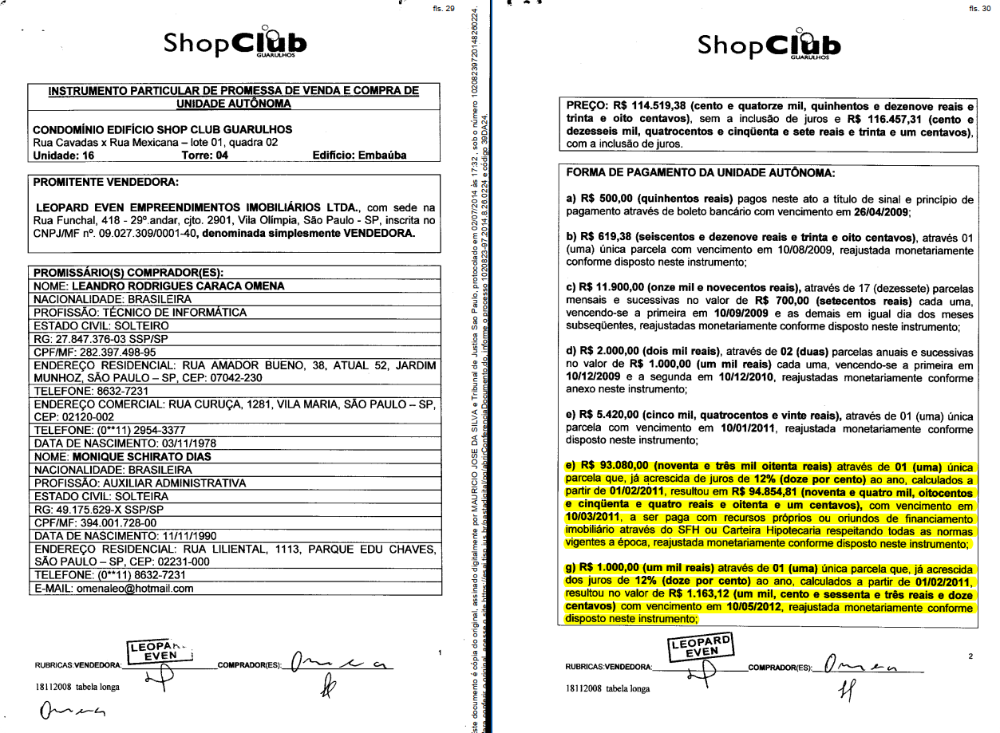 fls. 29
ShopClub
GUARULHOS
INSTRUMENTO PARTICULAR DE PROMESSA DE VENDA E COMPRA DE
UNIDADE AUTÔNOMA
CONDOMÍNIO EDIFÍCIO SHOP CLUB GUARULHOS
Rua Cavadas x Rua Mexicana – lote 01, quadra 02
Unidade: 16 Torre: 04 Edifício: Embaúba
PROMITENTE VENDEDORA:
LEOPARD EVEN EMPREENDIMENTOS IMOBILIÁRIOS LTDA., com sede na
Rua Funchal, 418 - 29º.andar, cjto. 2901, Vila Olímpia, São Paulo - SP, inscrita no
CNPJ/MF nº. 09.027.309/0001-40, denominada simplesmente VENDEDORA.
PROMISSÁRIO(S) COMPRADOR(ES):
NOME: LEANDRO RODRIGUES CARACA OMENA
NACIONALIDADE: BRASILEIRA
PROFISSÃO: TÉCNICO DE INFORMÁTICA
ESTADO CIVIL: SOLTEIRO
RG: 27.847.376-03 SSP/SP
CPF/MF: 282.397.498-95
ENDEREÇO RESIDENCIAL: RUA AMADOR BUENO, 38, ATUAL 52, JARDIM
MUNHOZ, SÃO PAULO – SP, CEP: 07042-230
TELEFONE: 8632-7231
ENDEREÇO COMERCIAL: RUA CURUÇA, 1281, VILA MARIA, SÃO PAULO – SP,
CEP: 02120-002
TELEFONE: (0**11) 2954-3377
DATA DE NASCIMENTO: 03/11/1978
NOME: MONIQUE SCHIRATO DIAS
NACIONALIDADE: BRASILEIRA
PROFISSÃO: AUXILIAR ADMINISTRATIVA
ESTADO CIVIL: SOLTEIRA
RG: 49.175.629-X SSP/SP
CPF/MF: 394.001.728-00
DATA DE NASCIMENTO: 11/11/1990
ENDEREÇO RESIDENCIAL: RUA LILIENTAL, 1113, PARQUE EDU CHAVES,
SÃO PAULO – SP, CEP: 02231-000
TELEFONE: (0**11) 8632-7231
E-MAIL: omenaleo@hotmail.com
LEOPAR
EVEN
1
RUBRICAS:VENDEDORA: COMPRADOR(ES): Omena
18112008 tabela longa
Omena
Este documento é cópia do original, assinado digitalmente por MAURICIO JOSE DA SILVA e Tribunal de Justica Sao Paulo, protocolado em 02/07/2014 às 17:32 , sob o número 10208239720148260224.
Para conferir o original, acesse o site https://esaj.tjsp.jus.br/pastadigital/pg/abrirConferenciaDocumento.do, informe o processo 1020823-97.2014.8.26.0224 e código 39DA24.
fls. 30
ShopClub
GUARULHOS
PREÇO: R$ 114.519,38 (cento e quatorze mil, quinhentos e dezenove reais e
trinta e oito centavos), sem a inclusão de juros e R$ 116.457,31 (cento e
dezesseis mil, quatrocentos e cinqüenta e sete reais e trinta e um centavos),
com a inclusão de juros.
FORMA DE PAGAMENTO DA UNIDADE AUTÔNOMA:
a) R$ 500,00 (quinhentos reais) pagos neste ato a título de sinal e princípio de
pagamento através de boleto bancário com vencimento em 26/04/2009;
b) R$ 619,38 (seiscentos e dezenove reais e trinta e oito centavos), através 01
(uma) única parcela com vencimento em 10/08/2009, reajustada monetariamente
conforme disposto neste instrumento;
c) R$ 11.900,00 (onze mil e novecentos reais), através de 17 (dezessete) parcelas
mensais e sucessivas no valor de R$ 700,00 (setecentos reais) cada uma,
vencendo-se a primeira em 10/09/2009 e as demais em igual dia dos meses
subseqüentes, reajustadas monetariamente conforme disposto neste instrumento;
d) R$ 2.000,00 (dois mil reais), através de 02 (duas) parcelas anuais e sucessivas
no valor de R$ 1.000,00 (um mil reais) cada uma, vencendo-se a primeira em
10/12/2009 e a segunda em 10/12/2010, reajustadas monetariamente conforme
anexo neste instrumento;
e) R$ 5.420,00 (cinco mil, quatrocentos e vinte reais), através de 01 (uma) única
parcela com vencimento em 10/01/2011, reajustada monetariamente conforme
disposto neste instrumento;
e) R$ 93.080,00 (noventa e três mil oitenta reais) através de 01 (uma) única
parcela que, já acrescida de juros de 12% (doze por cento) ao ano, calculados a
partir de 01/02/2011, resultou em R$ 94.854,81 (noventa e quatro mil, oitocentos
e cinqüenta e quatro reais e oitenta e um centavos), com vencimento em
10/03/2011, a ser paga com recursos próprios ou oriundos de financiamento
imobiliário através do SFH ou Carteira Hipotecaria respeitando todas as normas
vigentes a época, reajustada monetariamente conforme disposto neste instrumento;
g) R$ 1.000,00 (um mil reais) através de 01 (uma) única parcela que, já acrescida
dos juros de 12% (doze por cento) ao ano, calculados a partir de 01/02/2011,
resultou no valor de R$ 1.163,12 (um mil, cento e sessenta e três reais e doze
centavos) com vencimento em 10/05/2012, reajustada monetariamente conforme
disposto neste instrumento;
LEOPARD
EVEN
2
RUBRICAS:VENDEDORA: COMPRADOR(ES): Omena
18112008 tabela longa